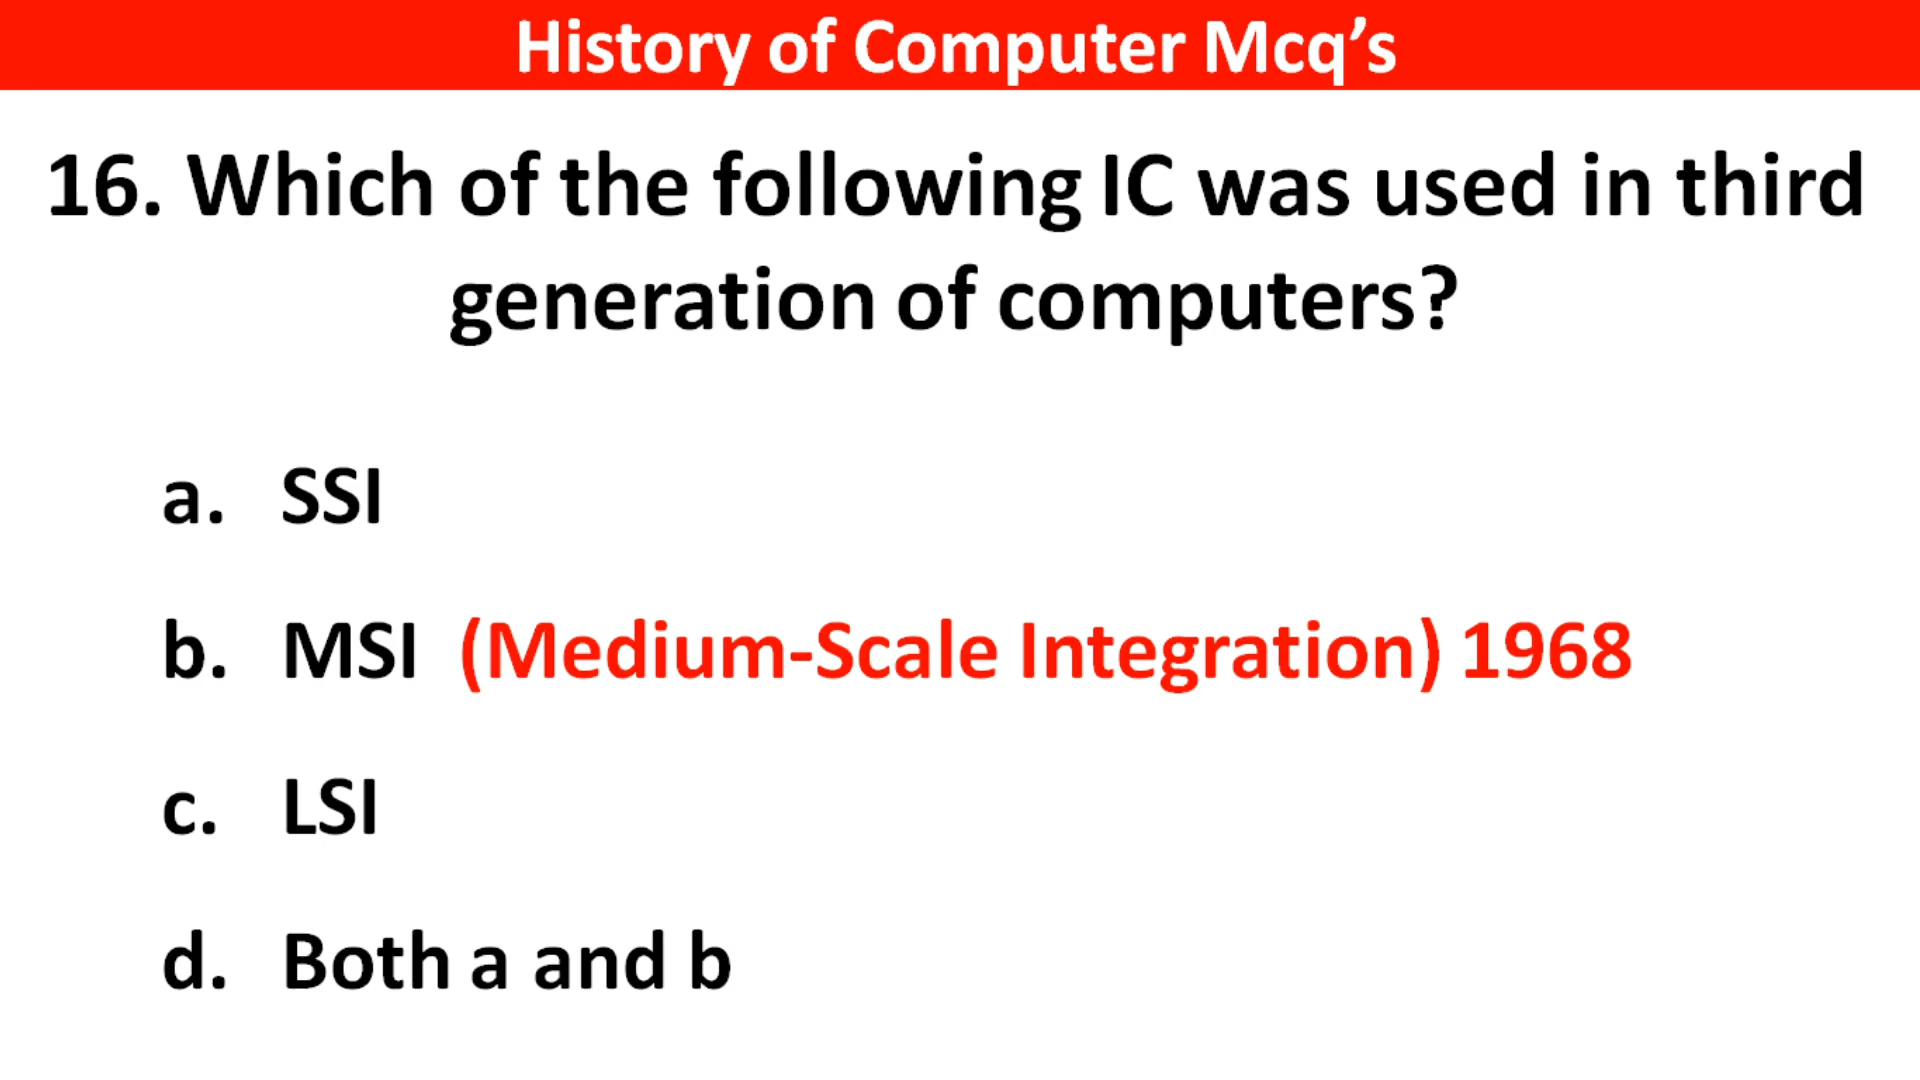 History of Computer Mcq’s
16. Which of the following IC was used in third
generation of computers?
a. SSI
b. MSI (Medium-Scale Integration) 1968
c. LSI
d. Both a and b